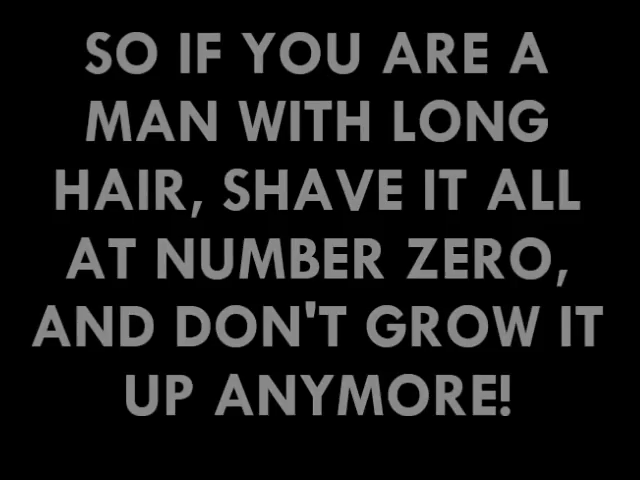 SO IF YOU ARE A
MAN WITH LONG
HAIR, SHAVE IT ALL
AT NUMBER ZERO,
AND DON'T GROW IT
UP ANYMORE!